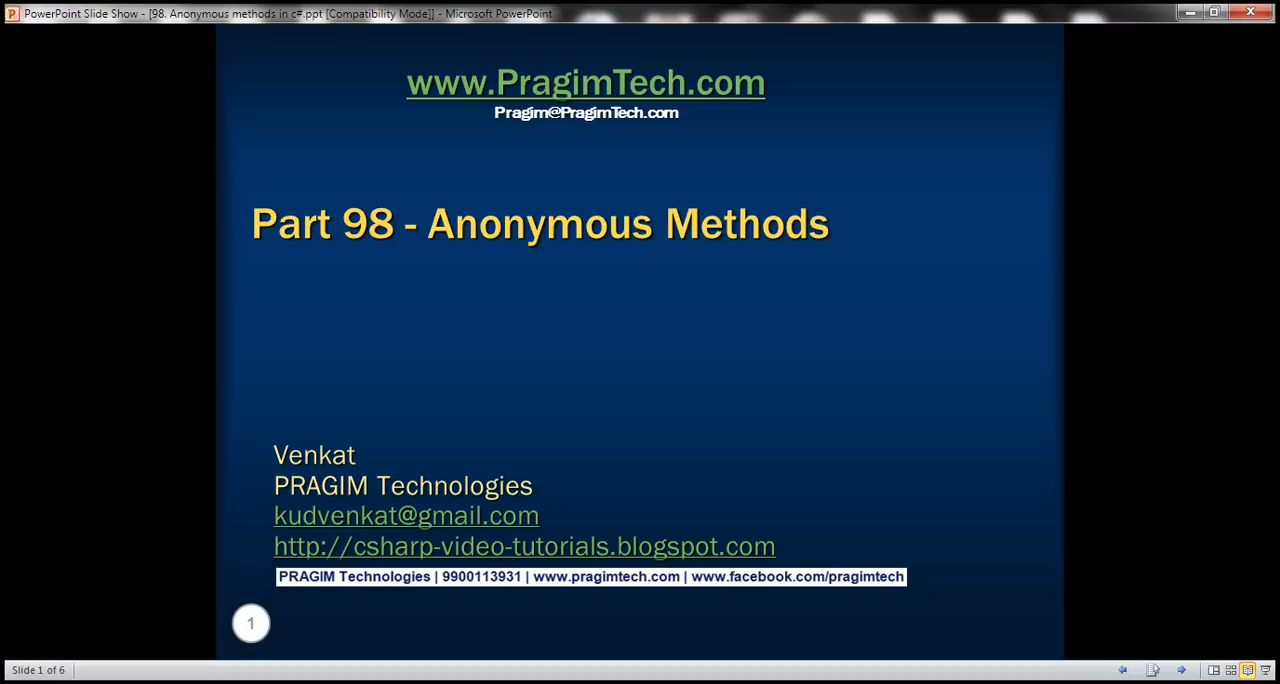 PowerPoint Slide Show - [98. Anonymous methods in c#.ppt [Compatibility Mode]] - Microsoft PowerPoint
www.PragimTech.com
Pragim@PragimTech.com
Part 98 - Anonymous Methods
Venkat
PRAGIM Technologies
kudvenkat@gmail.com
http://csharp-video-tutorials.blogspot.com
PRAGIM Technologies | 9900113931 | www.pragimtech.com | www.facebook.com/pragimtech
1
Slide 1 of 6